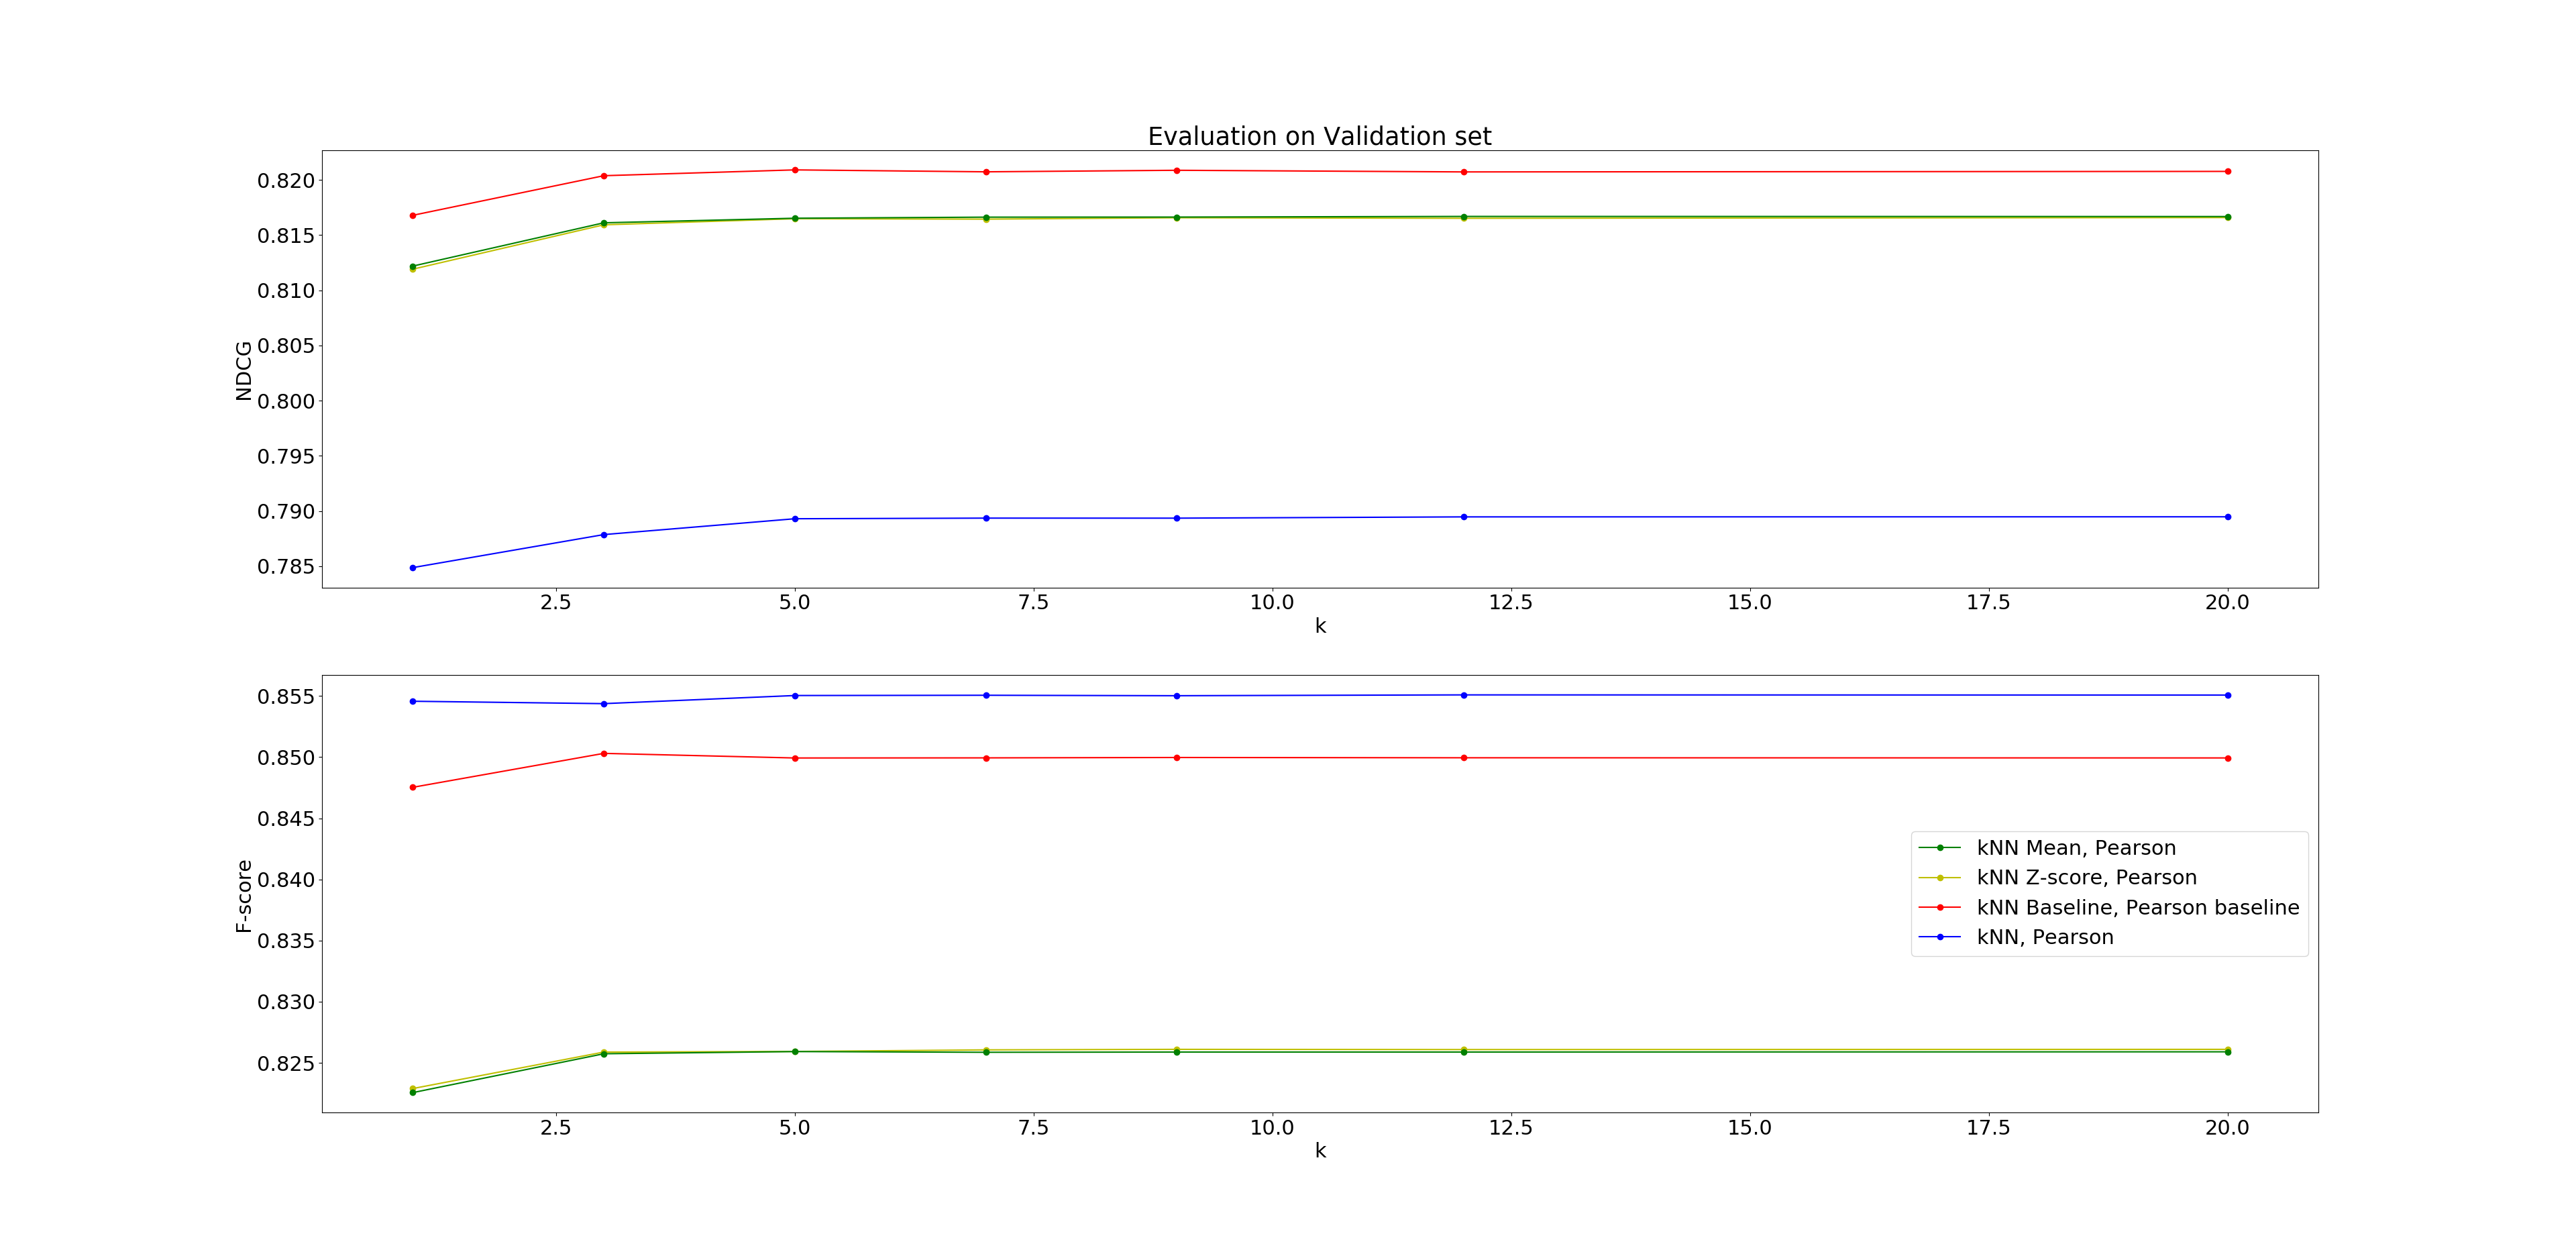 Evaluation on Validation set
0.820
0.815
0.810
0.805
0.800
0.795
0.790
0.785
NDCG
2.5 5.0 7.5 10.0 12.5 15.0 17.5 20.0
k
0.855
0.850
0.845
0.840
0.835
0.830
0.825
F-score
kNN Mean, Pearson
kNN Z-score, Pearson
kNN Baseline, Pearson baseline
kNN, Pearson
2.5 5.0 7.5 10.0 12.5 15.0 17.5 20.0
k